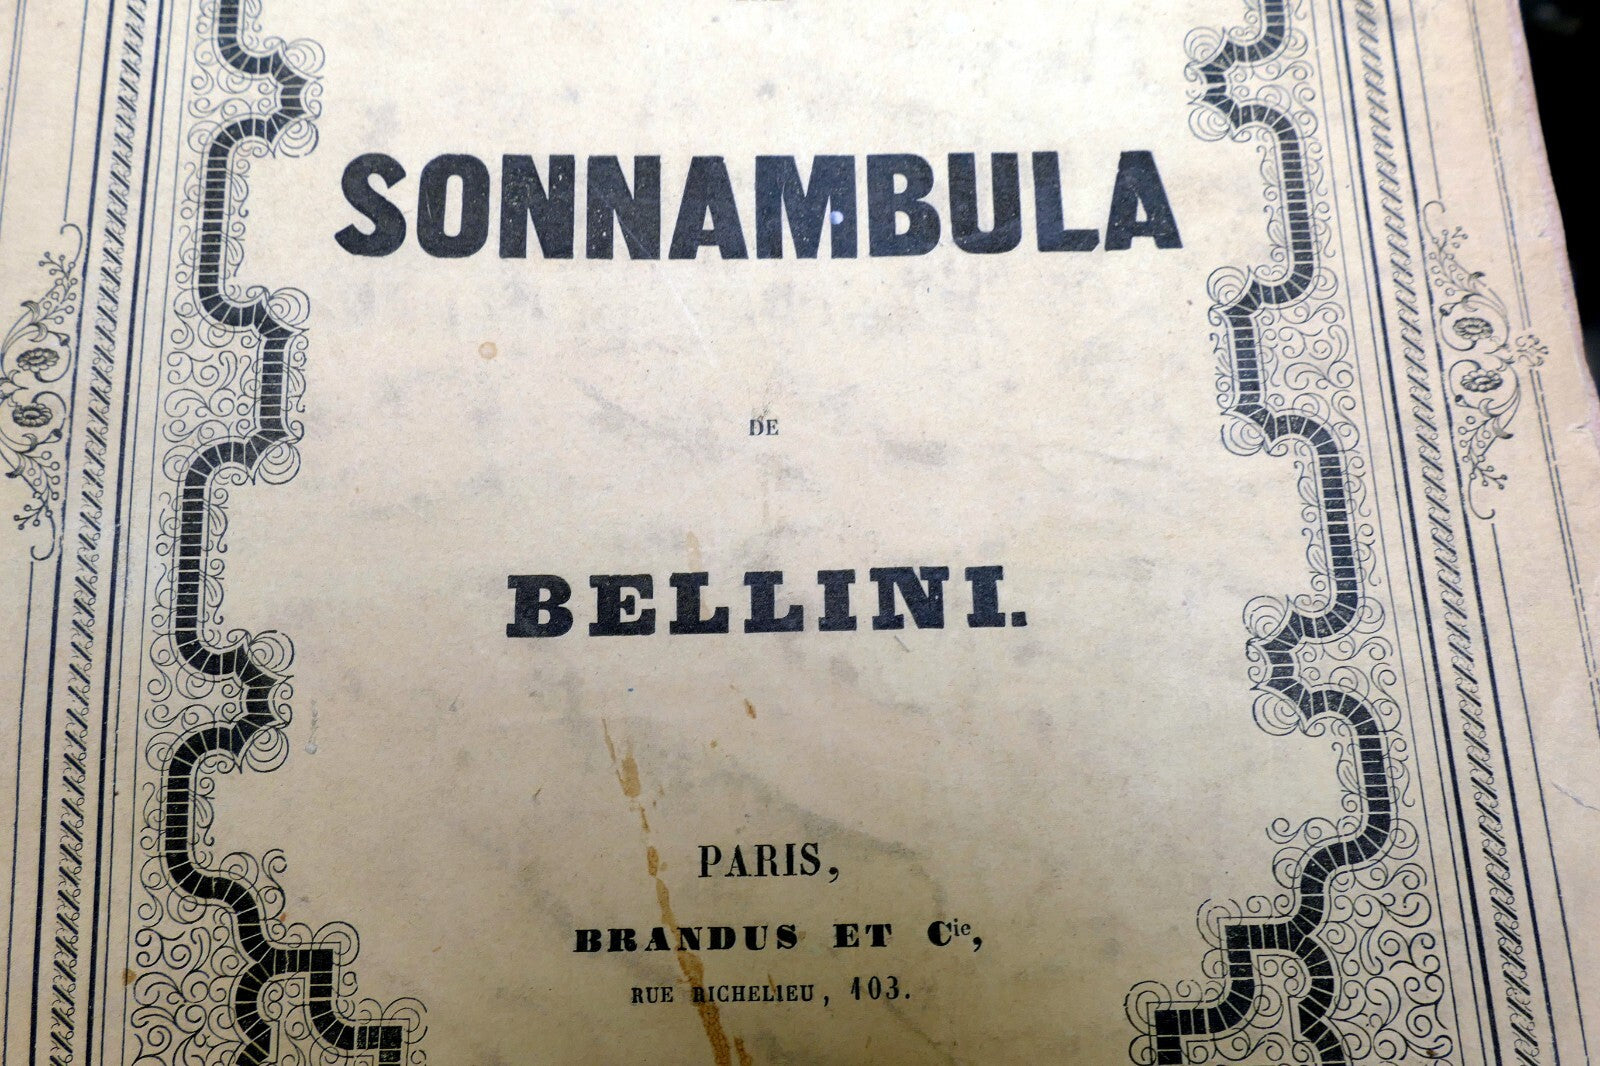 SONNAMBULA
DE
BELLINI.
PARIS,
BRANDUS ET Cie,
RUE RICHELIEU, 103.